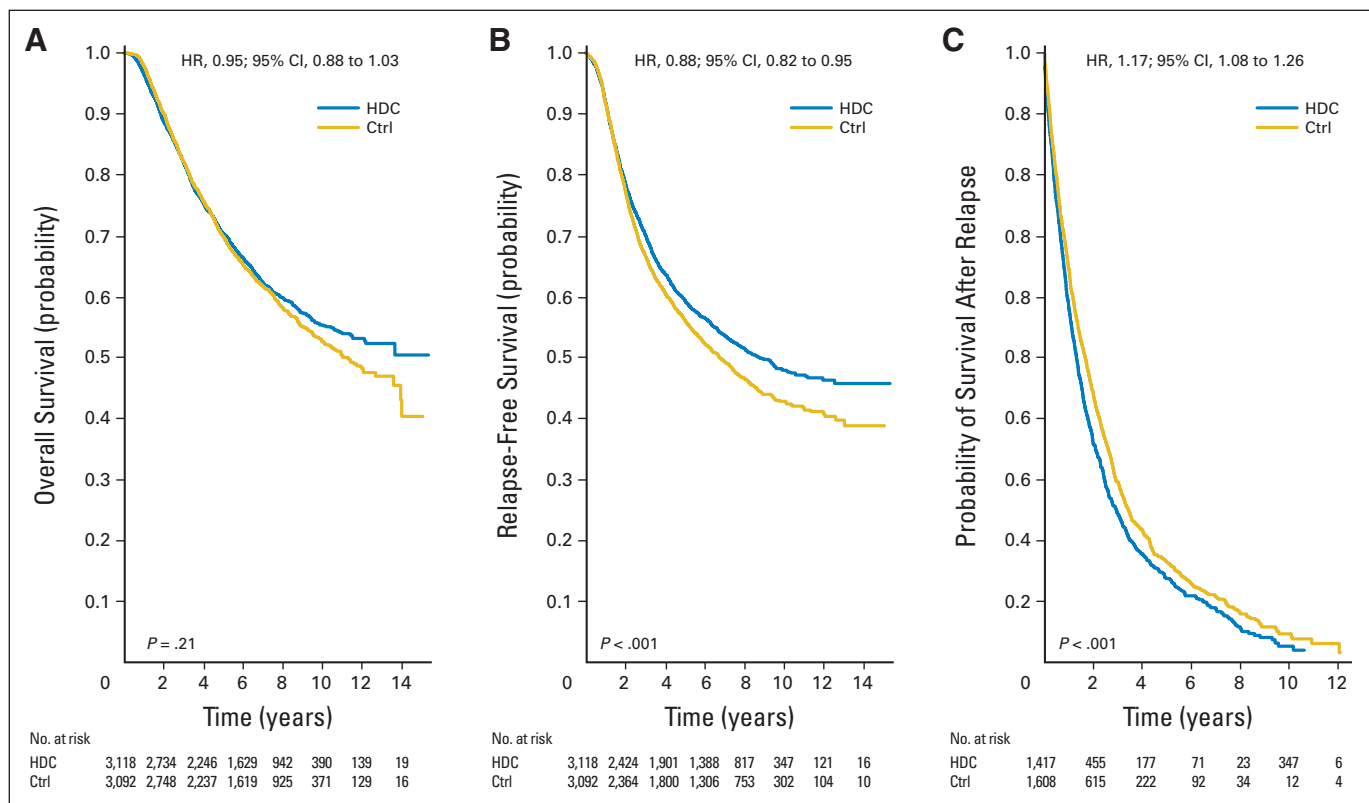 A
HR, 0.95; 95% CI, 0.88 to 1.03
HDC
Ctrl
Overall Survival (probability)
1.0
0.9
0.8
0.7
0.6
0.5
0.4
0.3
0.2
0.1
P = .21
0 2 4 6 8 10 12 14
Time (years)
No. at risk
HDC 3,118 2,734 2,246 1,629 942 390 139 19
Ctrl 3,092 2,748 2,237 1,619 925 371 129 16
B
HR, 0.88; 95% CI, 0.82 to 0.95
HDC
Ctrl
Relapse-Free Survival (probability)
1.0
0.9
0.8
0.7
0.6
0.5
0.4
0.3
0.2
0.1
P < .001
0 2 4 6 8 10 12 14
Time (years)
No. at risk
HDC 3,118 2,424 1,901 1,388 817 347 121 16
Ctrl 3,092 2,364 1,800 1,306 753 302 104 10
C
HR, 1.17; 95% CI, 1.08 to 1.26
HDC
Ctrl
Probability of Survival After Relapse
1.0
0.8
0.8
0.8
0.8
0.8
0.6
0.6
0.4
0.2
P < .001
0 2 4 6 8 10 12
Time (years)
No. at risk
HDC 1,417 455 177 71 23 347 6
Ctrl 1,608 615 222 92 34 12 4